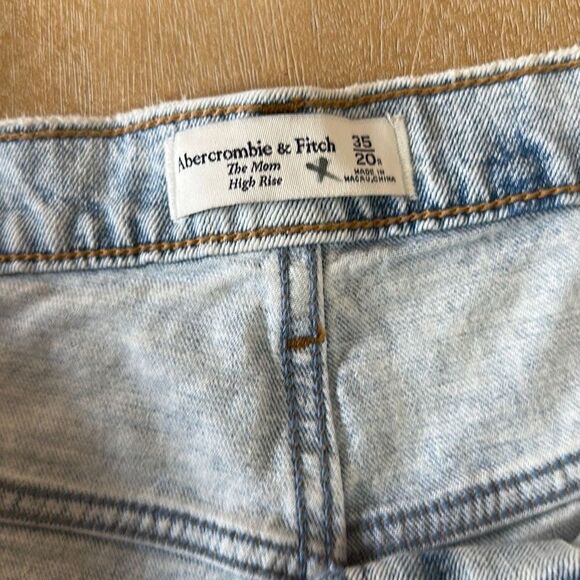 Abercrombie & Fitch
The Mom
High Rise
35
20R
MADE IN
MACAU, CHINA